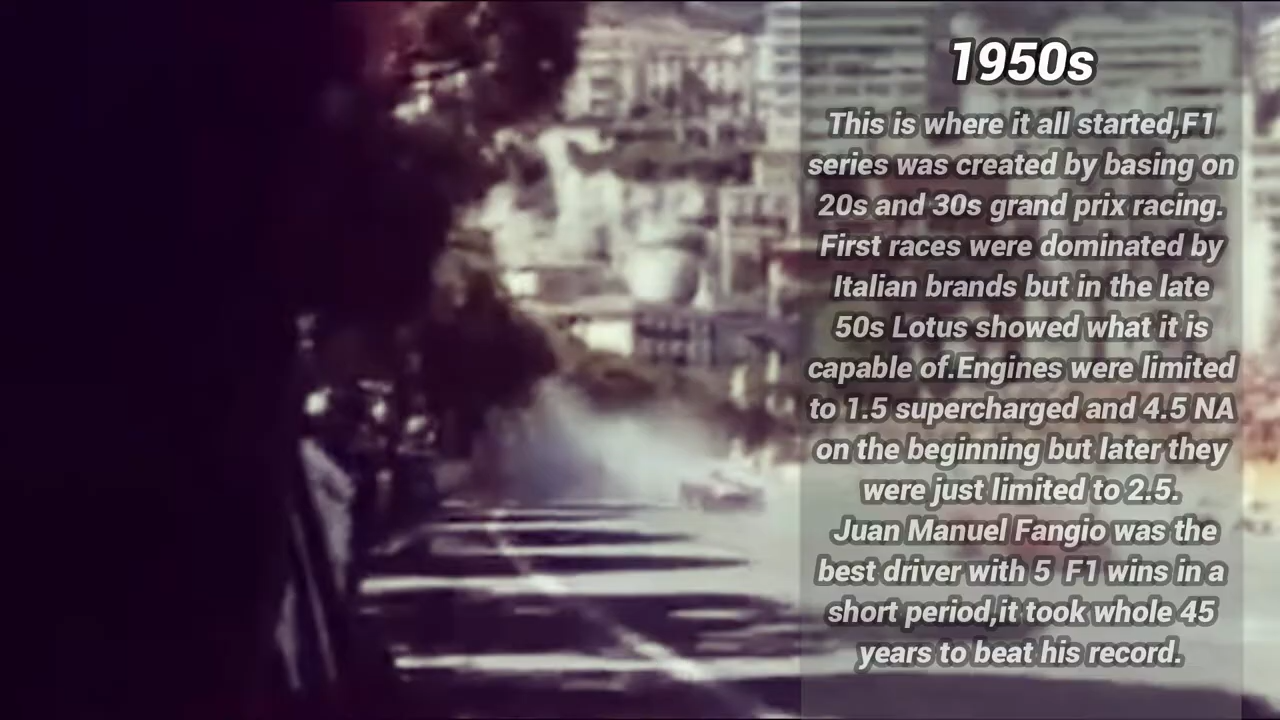 1950s
This is where it all started,F1
series was created by basing on
20s and 30s grand prix racing.
First races were dominated by
Italian brands but in the late
50s Lotus showed what it is
capable of.Engines were limited
to 1.5 supercharged and 4.5 NA
on the beginning but later they
were just limited to 2.5.
Juan Manuel Fangio was the
best driver with 5  F1 wins in a
short period,it took whole 45
years to beat his record.